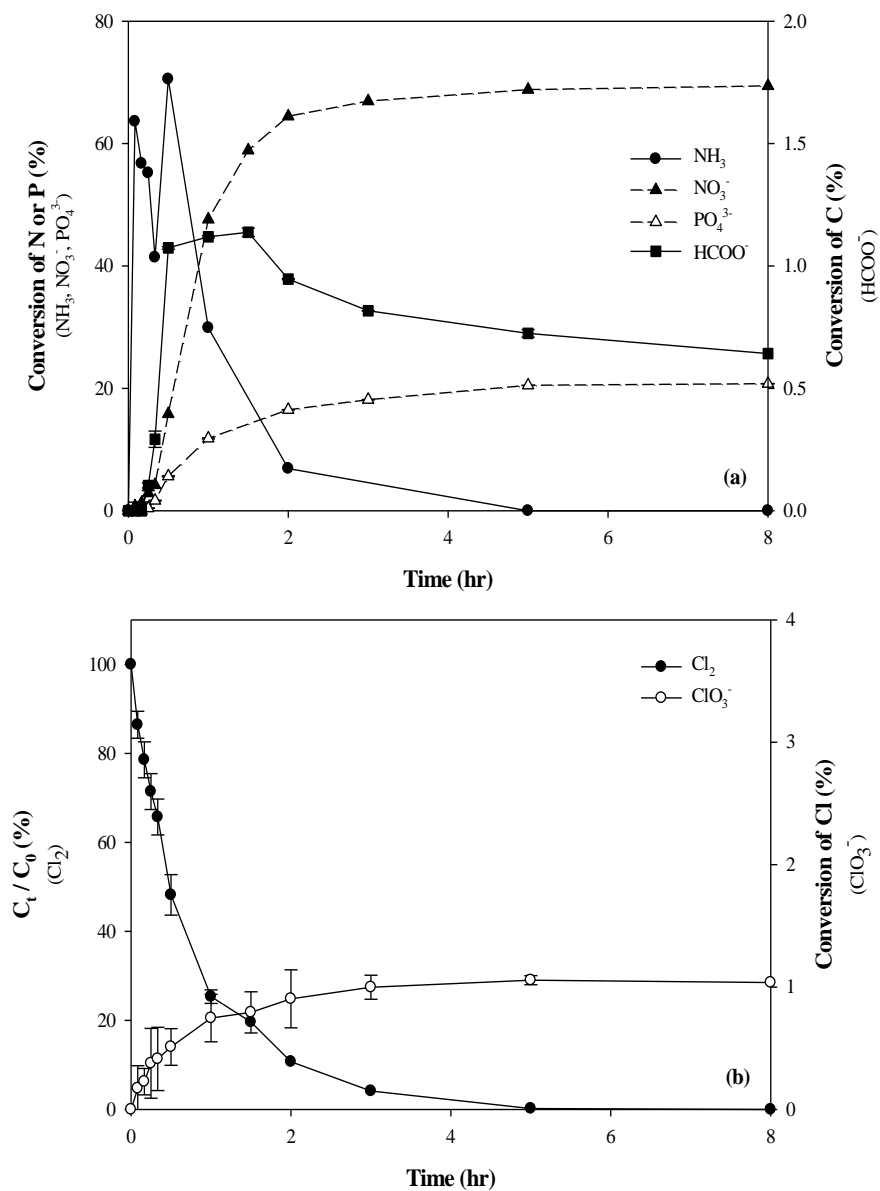 80
60
40
20
0
2.0
1.5
1.0
0.5
0.0
Conversion of N or P (%)
(NH₃, NO₃⁻, PO₄³⁻)
Conversion of C (%)
(HCOO⁻)
NH₃
NO₃⁻
PO₄³⁻
HCOO⁻
(a)
0 2 4 6 8
Time (hr)
100
80
60
40
20
0
4
3
2
1
0
Cₜ / C₀ (%)
(Cl₂)
Conversion of Cl (%)
(ClO₃⁻)
Cl₂
ClO₃⁻
(b)
0 2 4 6 8
Time (hr)